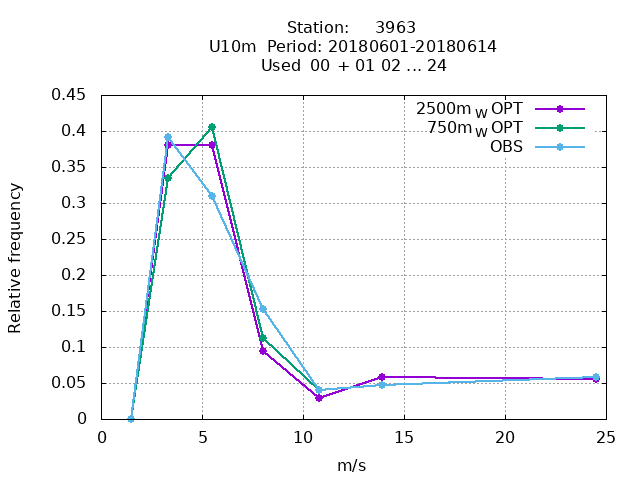 Station: 3963
U10m Period: 20180601-20180614
Used 00 + 01 02 ... 24
2500m W OPT
750m W OPT
OBS
Relative frequency
0.45
0.4
0.35
0.3
0.25
0.2
0.15
0.1
0.05
0
0 5 10 15 20 25
m/s